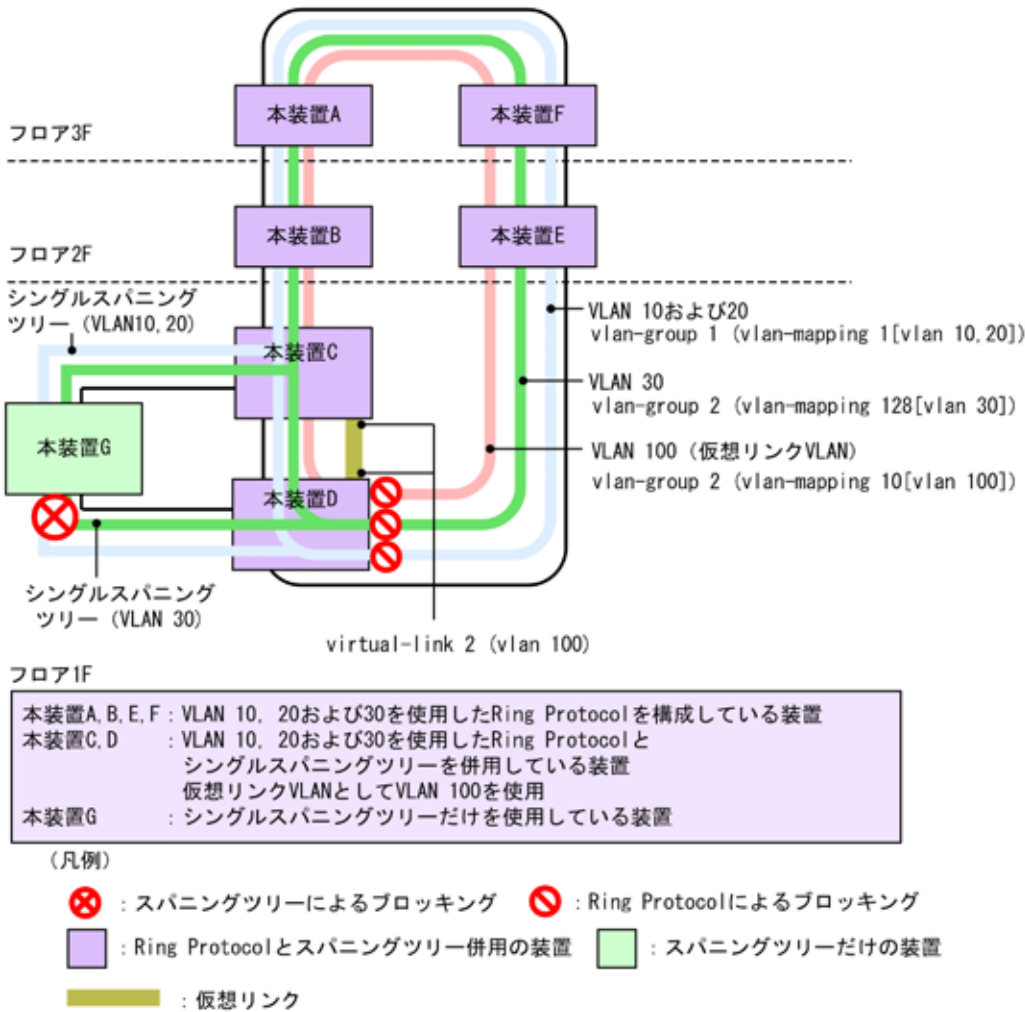 本装置A
本装置F
フロア3F
本装置B
本装置E
フロア2F
シングルスパニング
ツリー (VLAN10,20)
本装置C
VLAN 10および20
vlan-group 1 (vlan-mapping 1[vlan 10,20])
VLAN 30
vlan-group 2 (vlan-mapping 128[vlan 30])
本装置G
VLAN 100 (仮想リンクVLAN)
vlan-group 2 (vlan-mapping 10[vlan 100])
本装置D
シングルスパニング
ツリー (VLAN 30)
virtual-link 2 (vlan 100)
フロア1F
本装置A,B,E,F : VLAN 10, 20および30を使用したRing Protocolを構成している装置
本装置C,D : VLAN 10, 20および30を使用したRing Protocolと
シングルスパニングツリーを併用している装置
仮想リンクVLANとしてVLAN 100を使用
本装置G : シングルスパニングツリーだけを使用している装置
(凡例)
: スパニングツリーによるブロッキング : Ring Protocolによるブロッキング
: Ring Protocolとスパニングツリー併用の装置 : スパニングツリーだけの装置
: 仮想リンク